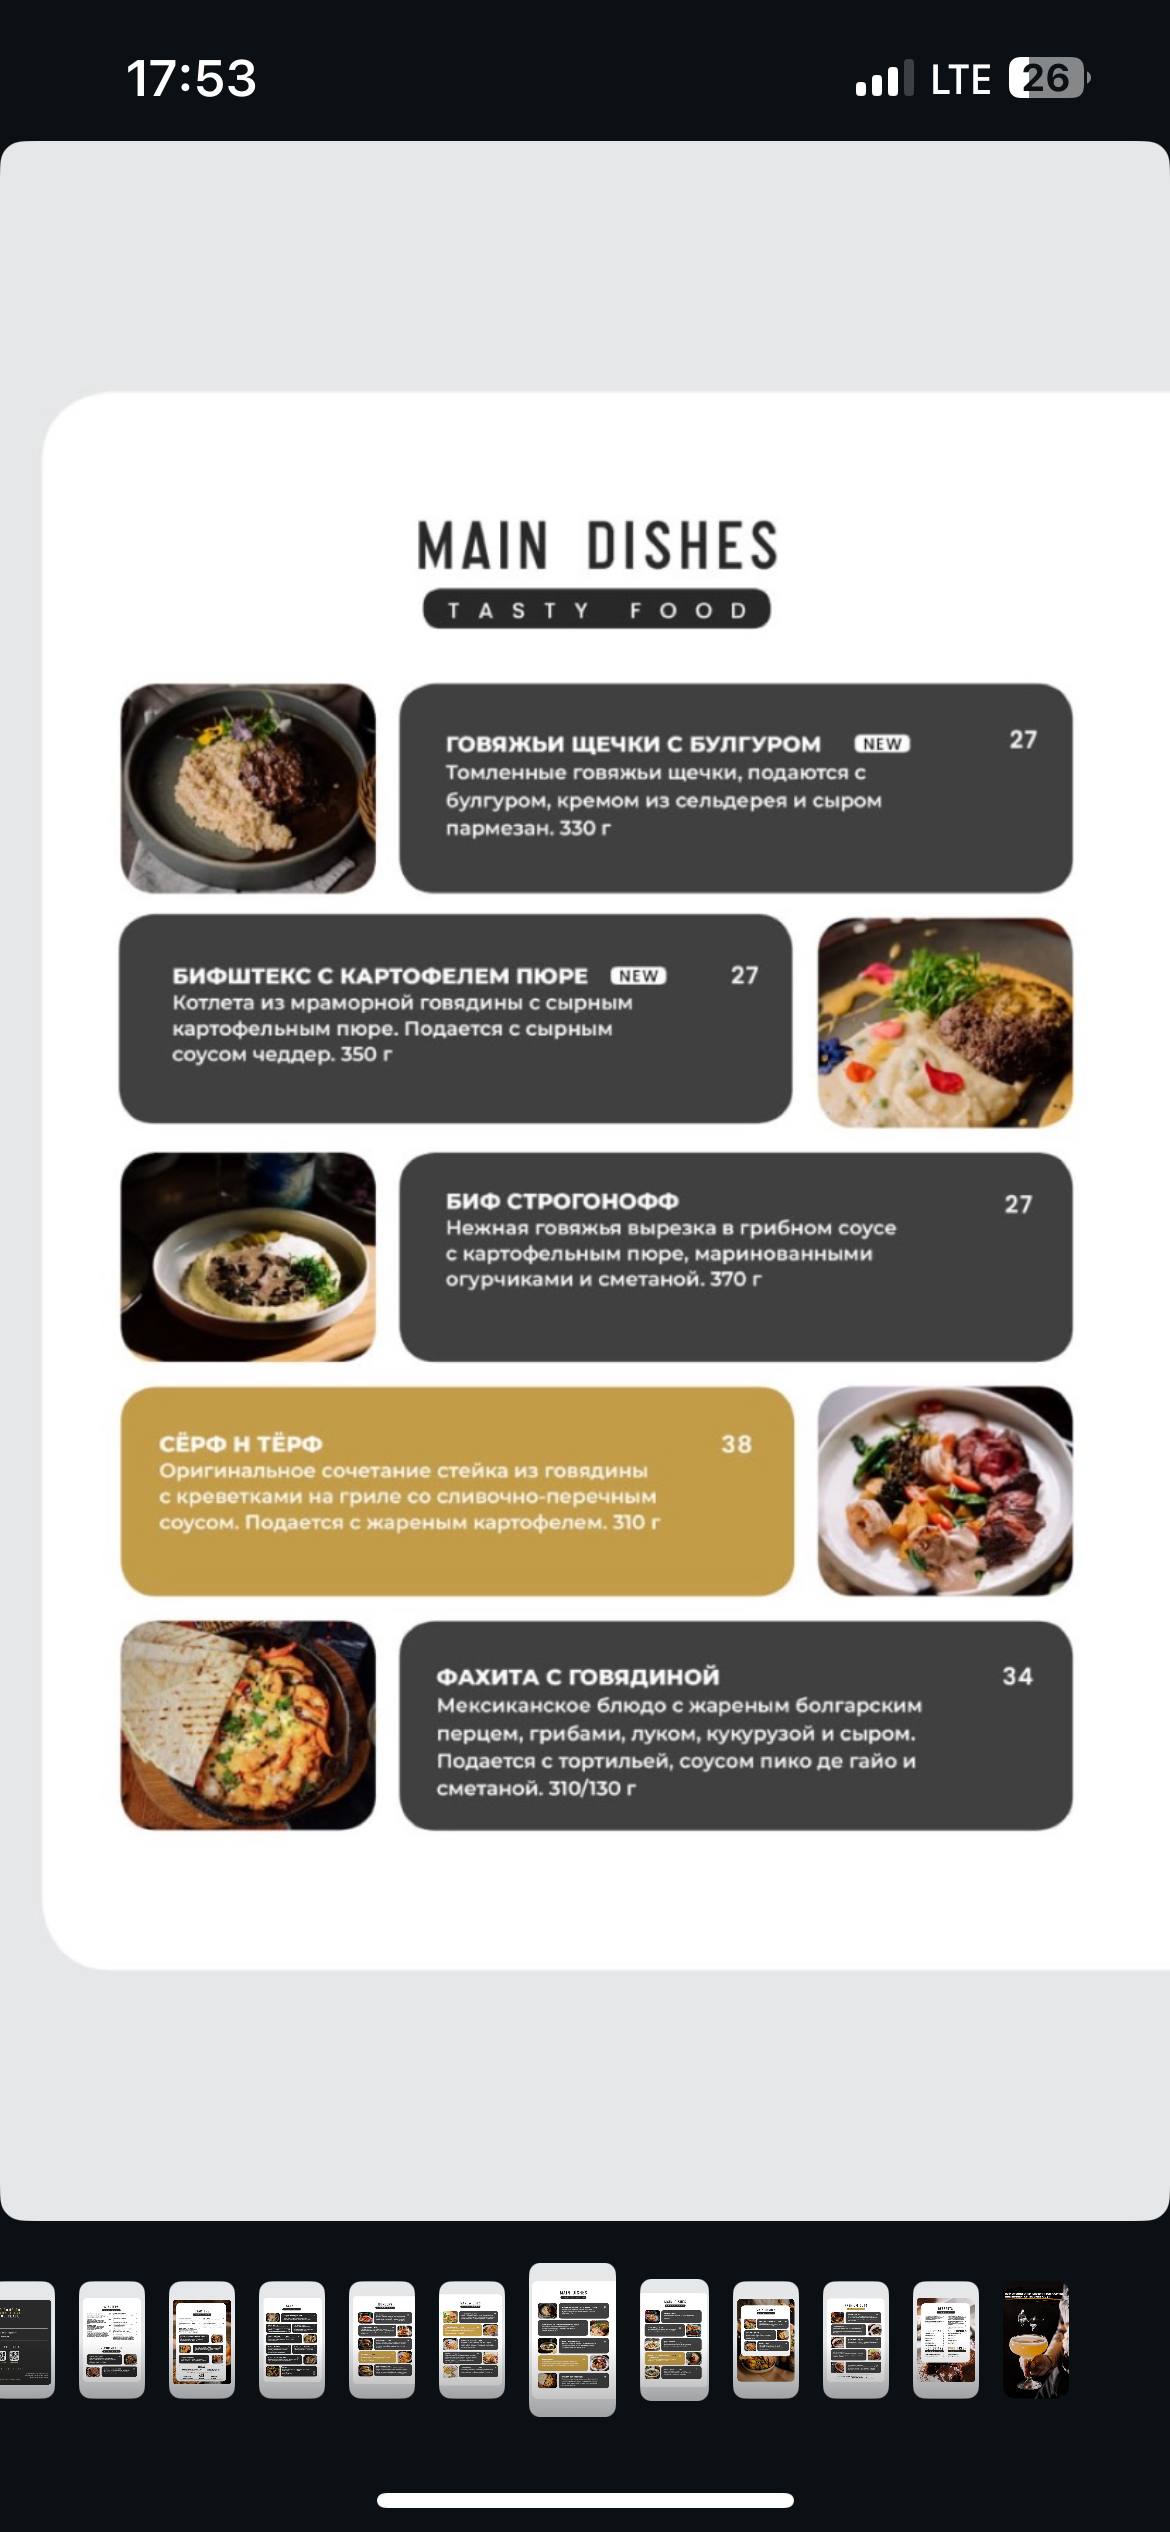 17:53
LTE 26
MAIN DISHES
TASTY FOOD
ГОВЯЖЬИ ЩЕЧКИ С БУЛГУРОМ NEW 27
Томленные говяжьи щечки, подаются с
булгуром, кремом из сельдерея и сыром
пармезан. 330 г
БИФШТЕКС С КАРТОФЕЛЕМ ПЮРЕ NEW 27
Котлета из мраморной говядины с сырным
картофельным пюре. Подается с сырным
соусом чеддер. 350 г
БИФ СТРОГОНОФФ 27
Нежная говяжья вырезка в грибном соусе
с картофельным пюре, маринованными
огурчиками и сметаной. 370 г
СЁРФ Н ТЁРФ 38
Оригинальное сочетание стейка из говядины
с креветками на гриле со сливочно-перечным
соусом. Подается с жареным картофелем. 310 г
ФАХИТА С ГОВЯДИНОЙ 34
Мексиканское блюдо с жареным болгарским
перцем, грибами, луком, кукурузой и сыром.
Подается с тортильей, соусом пико де гайо и
сметаной. 310/130 г